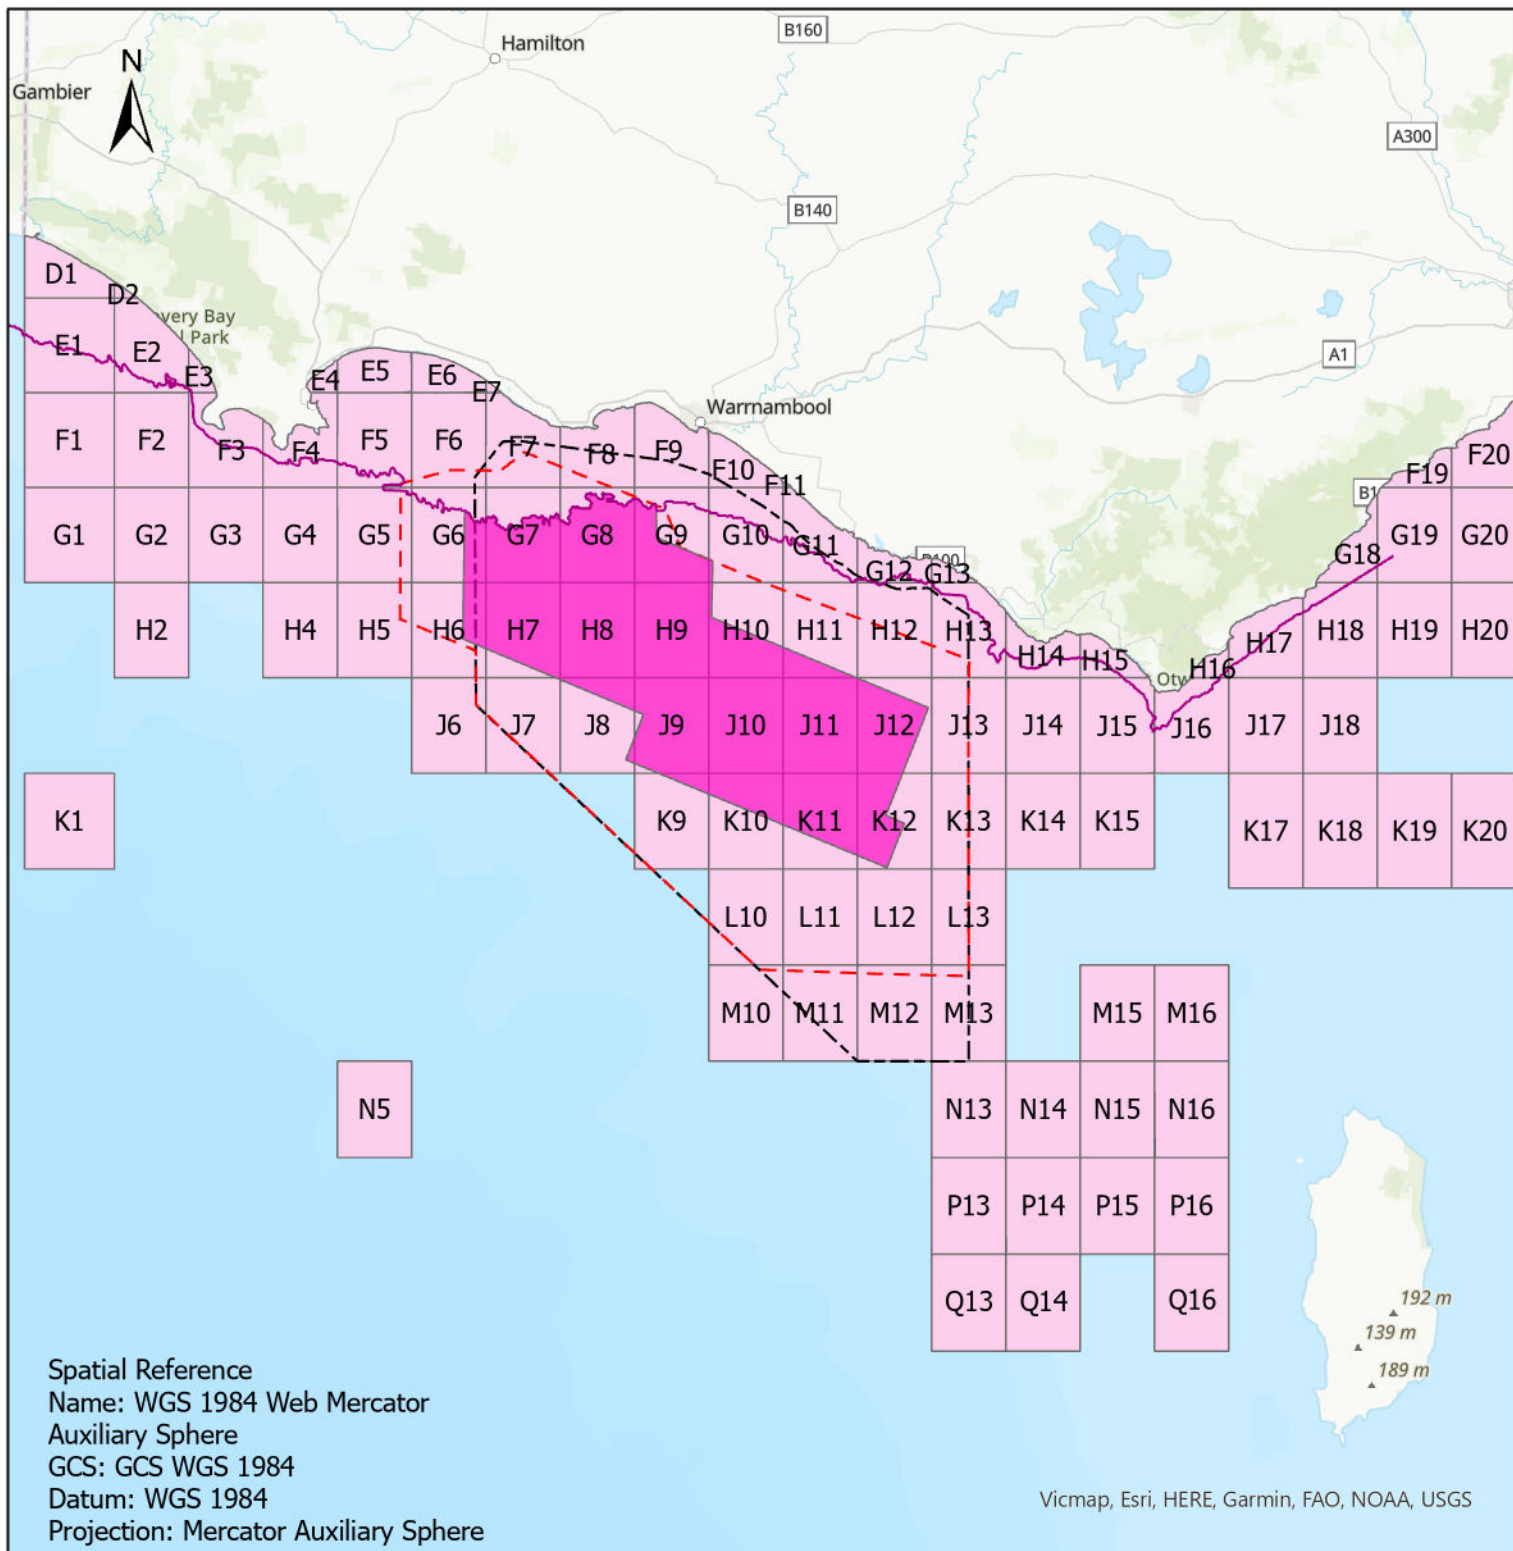 B160
Hamilton
N
Gambier
A300
B140
D1
D2
very Bay
l Park
A1
E1
E2
E3
E4
E5
E6
E7
Warrnambool
F1
F2
F3
F4
F5
F6
F7
F8
F9
F10
F11
F19
F20
B1
G1
G2
G3
G4
G5
G6
G7
G8
G9
G10
G11
G12
B100
G13
G18
G19
G20
H2
H4
H5
H6
H7
H8
H9
H10
H11
H12
H13
H14
H15
Otw
H16
H17
H18
H19
H20
J6
J7
J8
J9
J10
J11
J12
J13
J14
J15
J16
J17
J18
K1
K9
K10
K11
K12
K13
K14
K15
K17
K18
K19
K20
L10
L11
L12
L13
M10
M11
M12
M13
M15
M16
N5
N13
N14
N15
N16
P13
P14
P15
P16
Q13
Q14
Q16
192 m
139 m
189 m
Spatial Reference
Name: WGS 1984 Web Mercator
Auxiliary Sphere
GCS: GCS WGS 1984
Datum: WGS 1984
Projection: Mercator Auxiliary Sphere
Vicmap, Esri, HERE, Garmin, FAO, NOAA, USGS